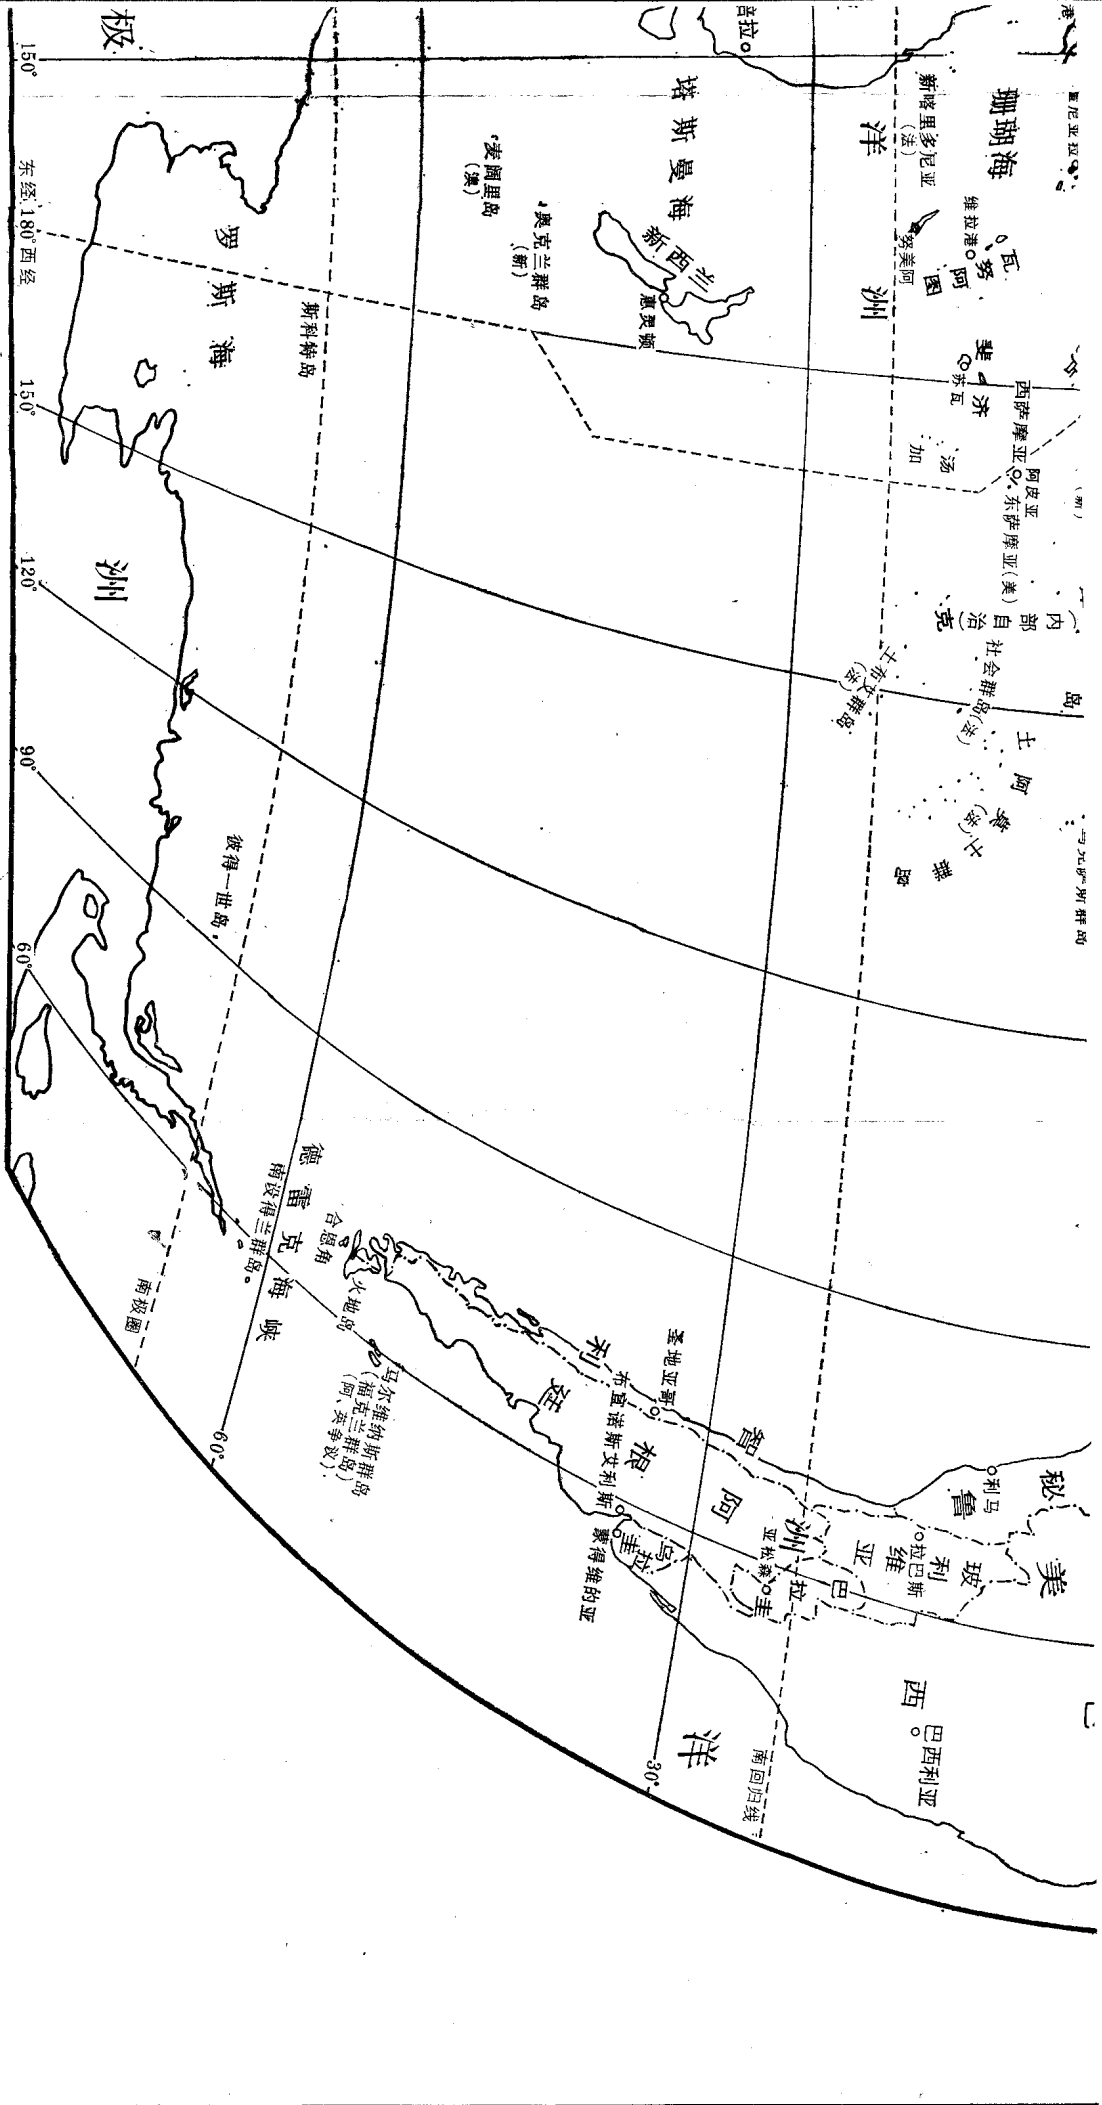 珊瑚海
新喀里多尼亚
(法)
努美阿
维拉港
瓦努阿图
斐济
苏瓦
西萨摩亚
阿皮亚
东萨摩亚(美)
汤加
(内部自治)
克
社会群岛(法)
土布艾群岛
(法)
土阿莫土群岛
(法)
岛
洋
洲
塔斯曼海
新西兰
惠灵顿
奥克兰群岛
(新)
麦阔里岛
(澳)
斯科特岛
罗斯海
极
洲
彼得一世岛
南设得兰群岛
德雷克海峡
合恩角
火地岛
马尔维纳斯群岛
(福克兰群岛)
(阿、英争议)
南极圈
美
洲
秘鲁
利马
玻利维亚
拉巴斯
巴拉圭
亚松森
智利
圣地亚哥
阿根廷
布宜诺斯艾利斯
乌拉圭
蒙得维的亚
西
巴西利亚
洋
南回归线
150°
东经 180° 西经
150°
120°
90°
60°
60°
30°